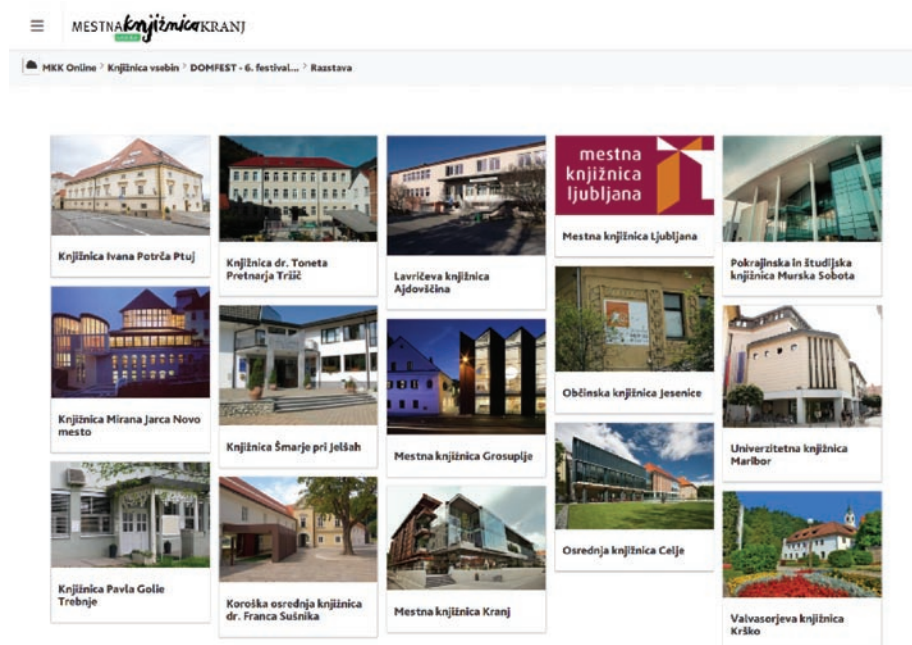 MESTNA knjižnica KRANJ
MKK Online > Knjižnica vsebin > DOMFEST - 6. festival... > Razstava
Knjižnica Ivana Potrča Ptuj
Knjižnica Mirana Jarca Novo
mesto
Knjižnica Pavla Golie
Trebnje
Knjižnica dr. Toneta
Pretnarja Tržič
Knjižnica Šmarje pri Jelšah
Koroška osrednja knjižnica
dr. Franca Sušnika
Lavričeva knjižnica
Ajdovščina
Mestna knjižnica Grosuplje
Mestna knjižnica Kranj
mestna
knjižnica
ljubljana
Mestna knjižnica Ljubljana
Občinska knjižnica Jesenice
Osrednja knjižnica Celje
Pokrajinska in študijska
knjižnica Murska Sobota
Univerzitetna knjižnica
Maribor
Valvasorjeva knjižnica
Krško